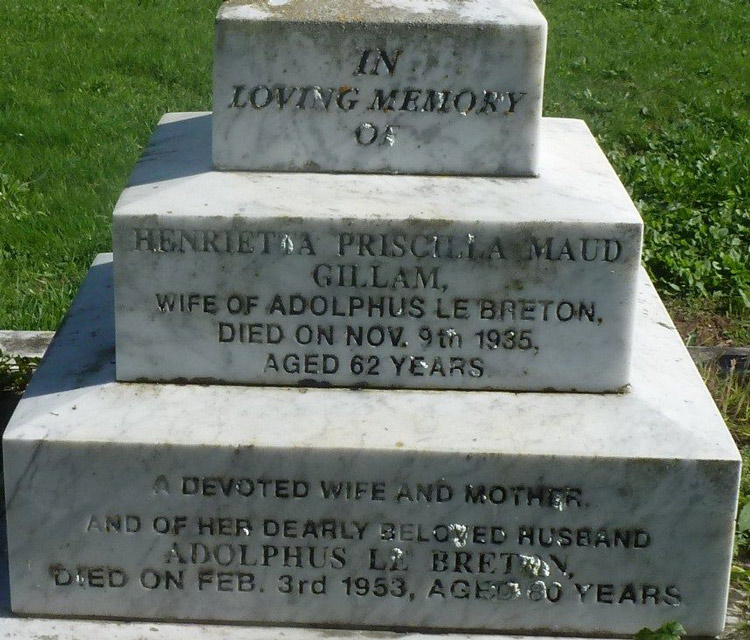 IN
LOVING MEMORY
OF
HENRIETTA PRISCILLA MAUD
GILLAM,
WIFE OF ADOLPHUS LE BRETON,
DIED ON NOV. 9th 1935,
AGED 62 YEARS
A DEVOTED WIFE AND MOTHER.
AND OF HER DEARLY BELOVED HUSBAND
ADOLPHUS LE BRETON,
DIED ON FEB. 3rd 1953, AGED 80 YEARS